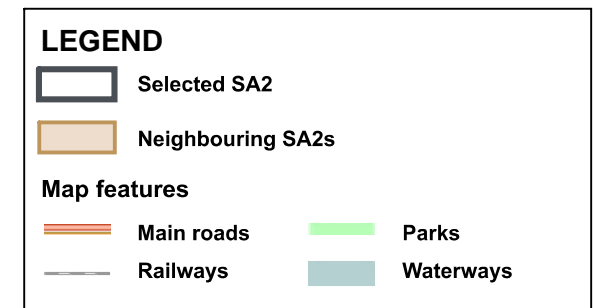 LEGEND
Selected SA2
Neighbouring SA2s
Map features
Main roads
Parks
Railways
Waterways